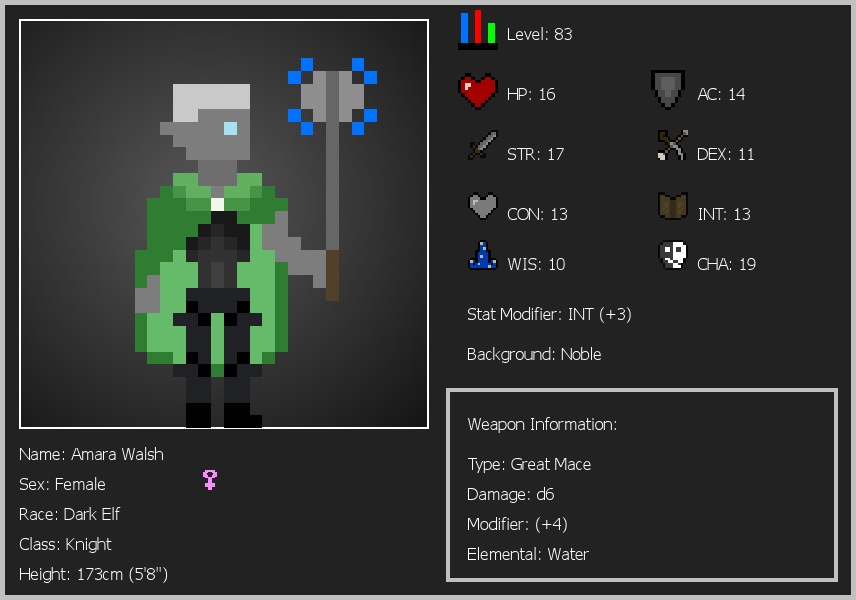 Level: 83
HP: 16
AC: 14
STR: 17
DEX: 11
CON: 13
INT: 13
WIS: 10
CHA: 19
Stat Modifier: INT (+3)
Background: Noble
Weapon Information:
Type: Great Mace
Damage: d6
Modifier: (+4)
Elemental: Water
Name: Amara Walsh
Sex: Female
Race: Dark Elf
Class: Knight
Height: 173cm (5'8")